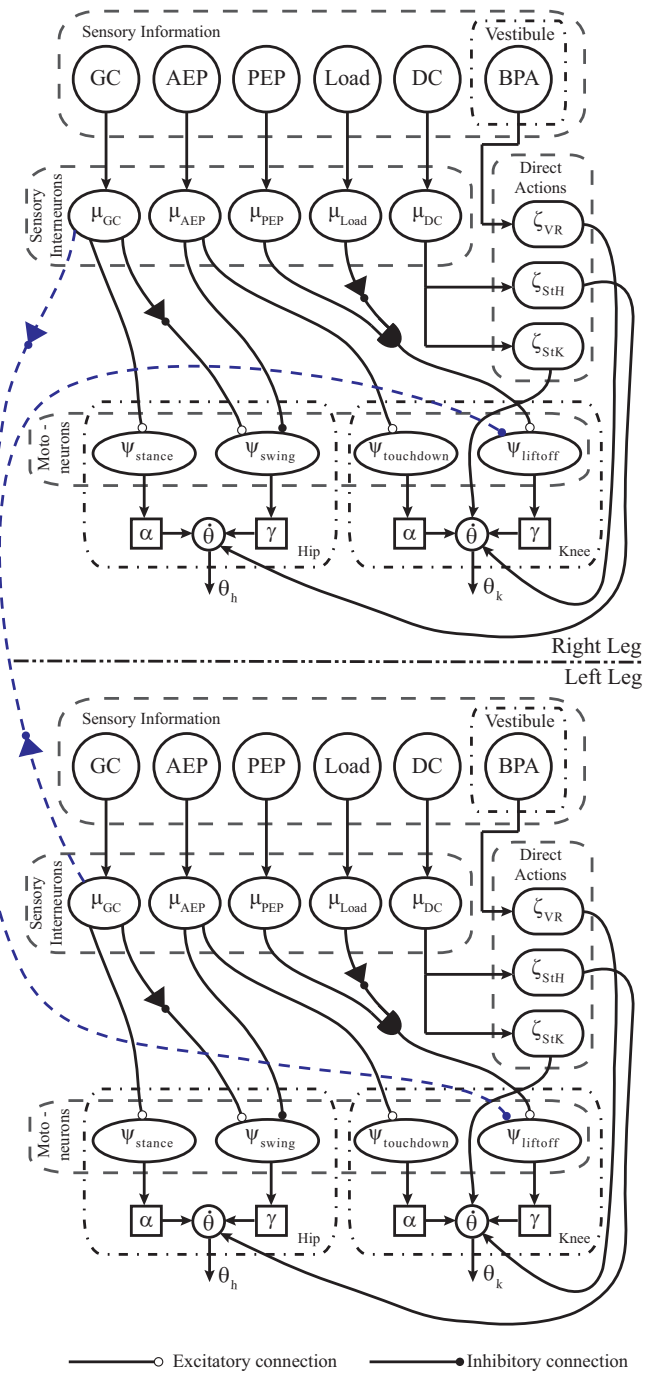 Sensory Information
Vestibule
GC AEP PEP Load DC BPA
Direct
Actions
Sensory
Interneurons
μGC μAEP μPEP μLoad μDC
ζVR
ζStH
ζStK
Moto -
neurons
ψstance ψswing ψtouchdown ψliftoff
α θ̇ γ α θ̇ γ
Hip Knee
θh θk
Right Leg
Left Leg
Sensory Information
Vestibule
GC AEP PEP Load DC BPA
Direct
Actions
Sensory
Interneurons
μGC μAEP μPEP μLoad μDC
ζVR
ζStH
ζStK
Moto -
neurons
ψstance ψswing ψtouchdown ψliftoff
α θ̇ γ α θ̇ γ
Hip Knee
θh θk
Excitatory connection Inhibitory connection